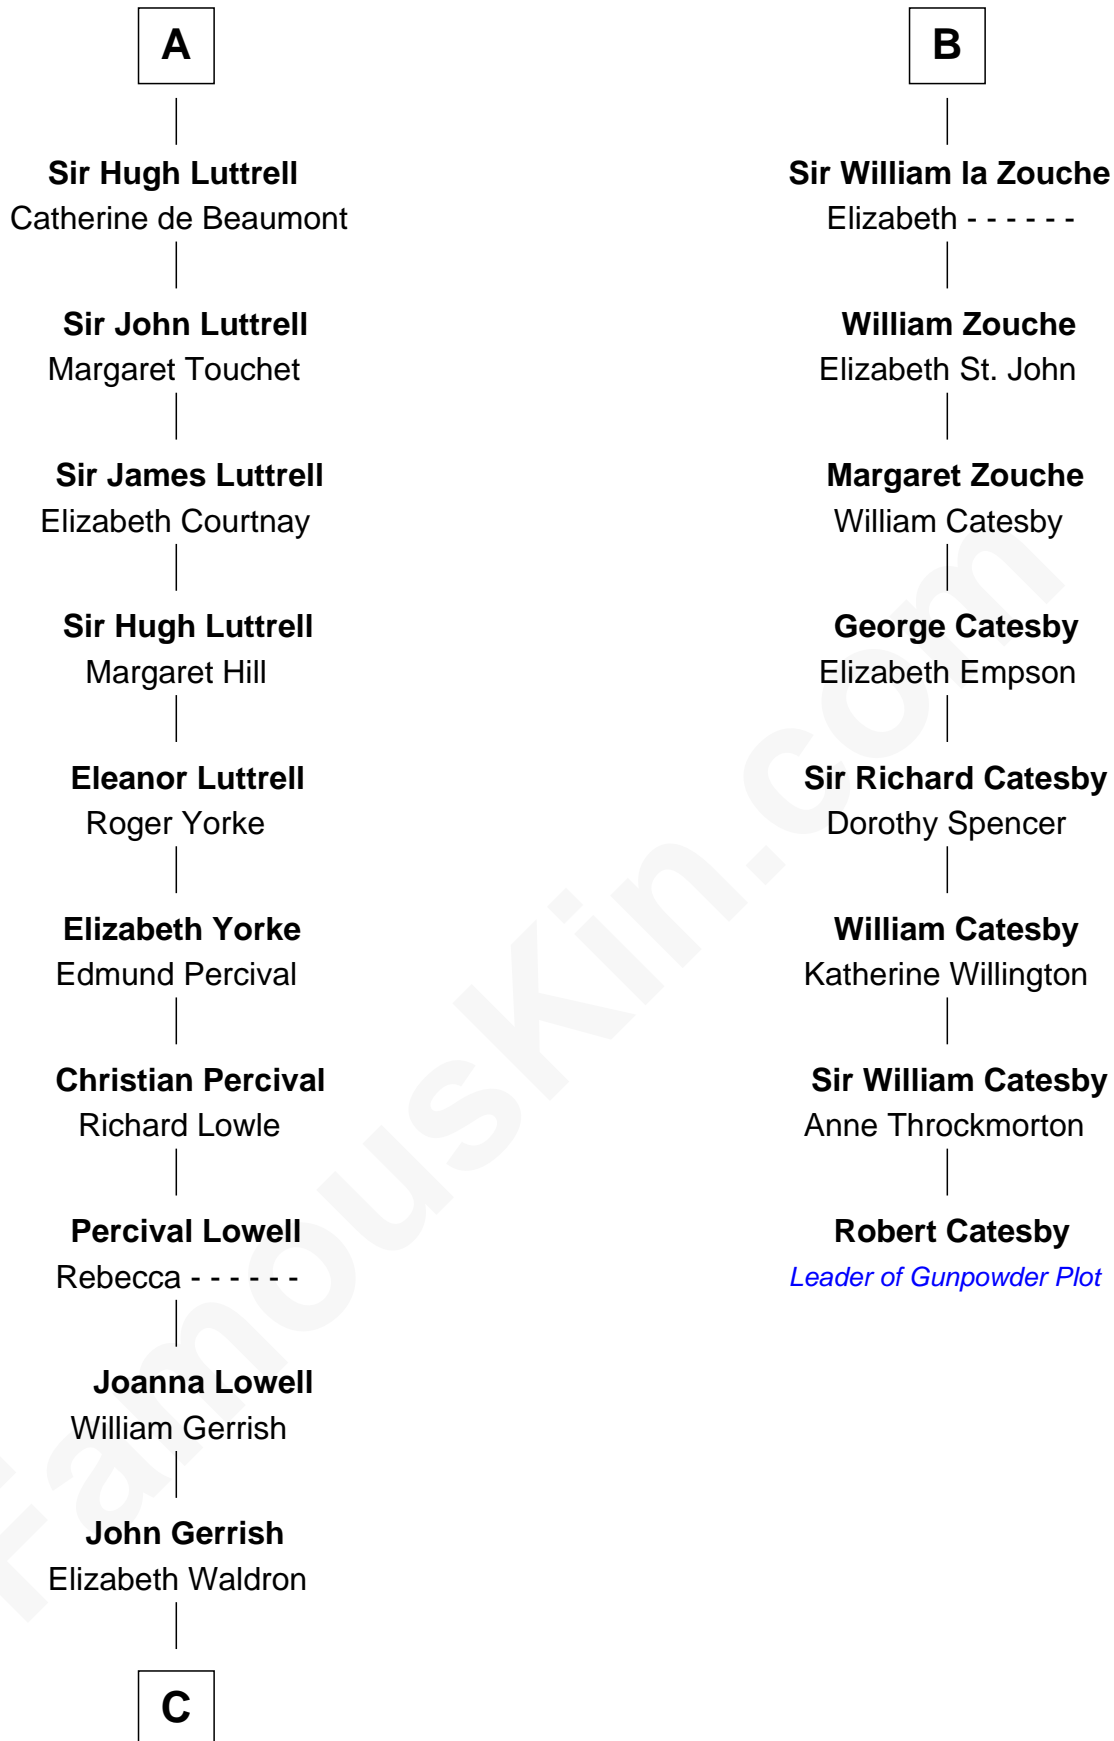 A
Sir Hugh Luttrell
Catherine de Beaumont
Sir John Luttrell
Margaret Touchet
Sir James Luttrell
Elizabeth Courtnay
Sir Hugh Luttrell
Margaret Hill
Eleanor Luttrell
Roger Yorke
Elizabeth Yorke
Edmund Percival
Christian Percival
Richard Lowle
Percival Lowell
Rebecca - - - - - -
Joanna Lowell
William Gerrish
John Gerrish
Elizabeth Waldron
C
B
Sir William la Zouche
Elizabeth - - - - - -
William Zouche
Elizabeth St. John
Margaret Zouche
William Catesby
George Catesby
Elizabeth Empson
Sir Richard Catesby
Dorothy Spencer
William Catesby
Katherine Willington
Sir William Catesby
Anne Throckmorton
Robert Catesby
Leader of Gunpowder Plot
FamousKin.com